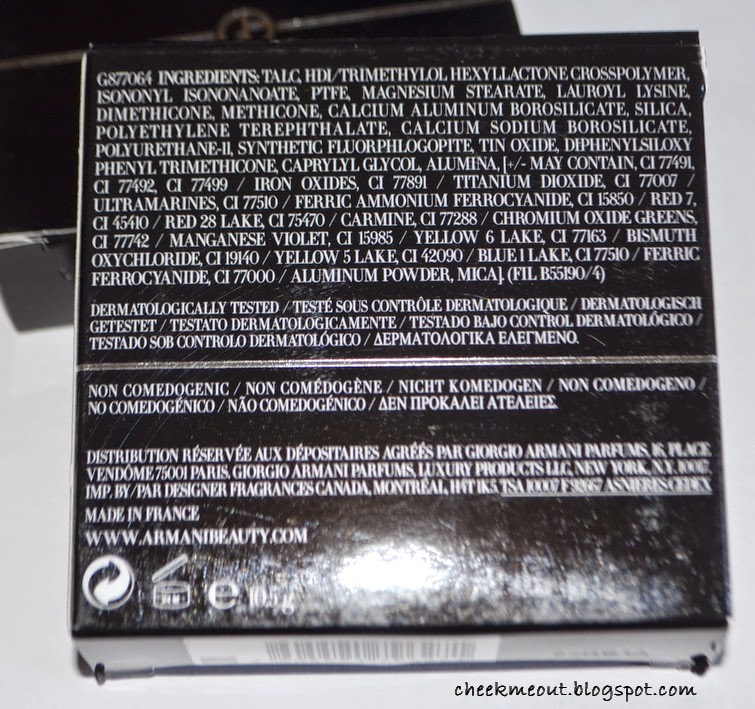 G877064 INGREDIENTS: TALC, HDI/TRIMETHYLOL HEXYLLACTONE CROSSPOLYMER,
ISONONYL ISONONANOATE, PTFE, MAGNESIUM STEARATE, LAUROYL LYSINE,
DIMETHICONE, METHICONE, CALCIUM ALUMINUM BOROSILICATE, SILICA,
POLYETHYLENE TEREPHTHALATE, CALCIUM SODIUM BOROSILICATE,
POLYURETHANE-11, SYNTHETIC FLUORPHLOGOPITE, TIN OXIDE, DIPHENYLSILOXY
PHENYL TRIMETHICONE, CAPRYLYL GLYCOL, ALUMINA, [+/- MAY CONTAIN, CI 77491,
CI 77492, CI 77499 / IRON OXIDES, CI 77891 / TITANIUM DIOXIDE, CI 77007 /
ULTRAMARINES, CI 77510 / FERRIC AMMONIUM FERROCYANIDE, CI 15850 / RED 7,
CI 45410 / RED 28 LAKE, CI 75470 / CARMINE, CI 77288 / CHROMIUM OXIDE GREENS,
CI 77742 / MANGANESE VIOLET, CI 15985 / YELLOW 6 LAKE, CI 77163 / BISMUTH
OXYCHLORIDE, CI 19140 / YELLOW 5 LAKE, CI 42090 / BLUE 1 LAKE, CI 77510 / FERRIC
FERROCYANIDE, CI 77000 / ALUMINUM POWDER, MICA]. (FIL B55190/4)
DERMATOLOGICALLY TESTED / TESTÉ SOUS CONTRÔLE DERMATOLOGIQUE / DERMATOLOGISCH
GETESTET / TESTATO DERMATOLOGICAMENTE / TESTADO BAJO CONTROL DERMATOLÓGICO /
TESTADO SOB CONTROLO DERMATOLÓGICO / ΔΕΡΜΑΤΟΛΟΓΙΚΑ ΕΛΕΓΜΕΝΟ.
NON COMEDOGENIC / NON COMÉDOGÈNE / NICHT KOMEDOGEN / NON COMEDOGENO /
NO COMEDOGÉNICO / NÃO COMEDOGÉNICO / ΔΕΝ ΠΡΟΚΑΛΕΙ ΑΤΕΛΕΙΕΣ.
DISTRIBUTION RÉSERVÉE AUX DÉPOSITAIRES AGRÉÉS PAR GIORGIO ARMANI PARFUMS, 16, PLACE
VENDÔME 75001 PARIS. GIORGIO ARMANI PARFUMS, LUXURY PRODUCTS LLC, NEW YORK, N.Y. 10017.
IMP. BY/PAR DESIGNER FRAGRANCES CANADA, MONTRÉAL, H4T 1K5. TSA 10007 F92667 ASNIERES CEDEX
MADE IN FRANCE
WWW.ARMANIBEAUTY.COM
e 10.5 g
cheekmeout.blogspot.com